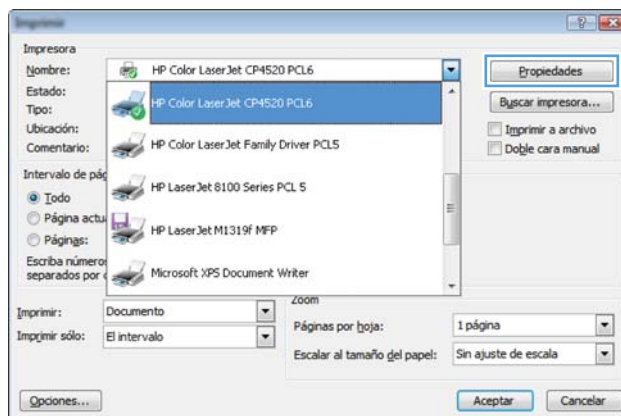 Imprimir
Impresora
Nombre: HP Color LaserJet CP4520 PCL6 Propiedades
Estado: HP Color LaserJet CP4520 PCL6 Buscar impresora...
Tipo:
Ubicación: Imprimir a archivo
Comentario: HP Color LaserJet Family Driver PCL5 Doble cara manual
Intervalo de pág
HP LaserJet 8100 Series PCL 5
Todo
Página actu
HP LaserJet M1319f MFP
Páginas:
Escriba número
separados por c
Microsoft XPS Document Writer
Imprimir: Documento
Imprimir sólo: El intervalo
Zoom
Páginas por hoja: 1 página
Escalar al tamaño del papel: Sin ajuste de escala
Opciones... Aceptar Cancelar